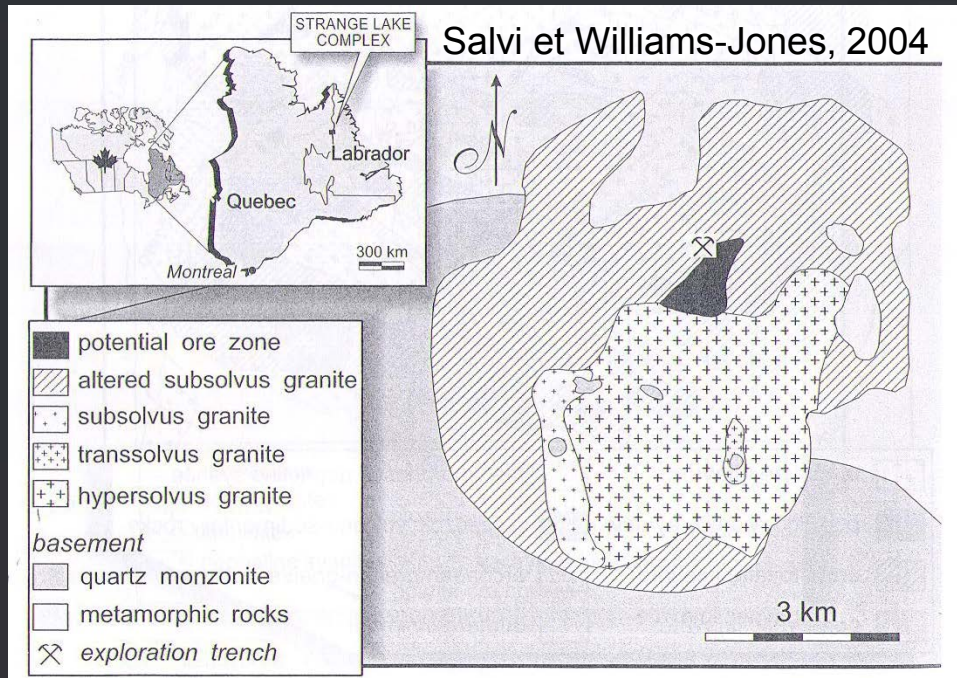 STRANGE LAKE
COMPLEX
Salvi et Williams-Jones, 2004
N
Labrador
Quebec
300 km
Montreal
potential ore zone
altered subsolvus granite
subsolvus granite
transsolvus granite
hypersolvus granite
basement
quartz monzonite
metamorphic rocks
exploration trench
3 km